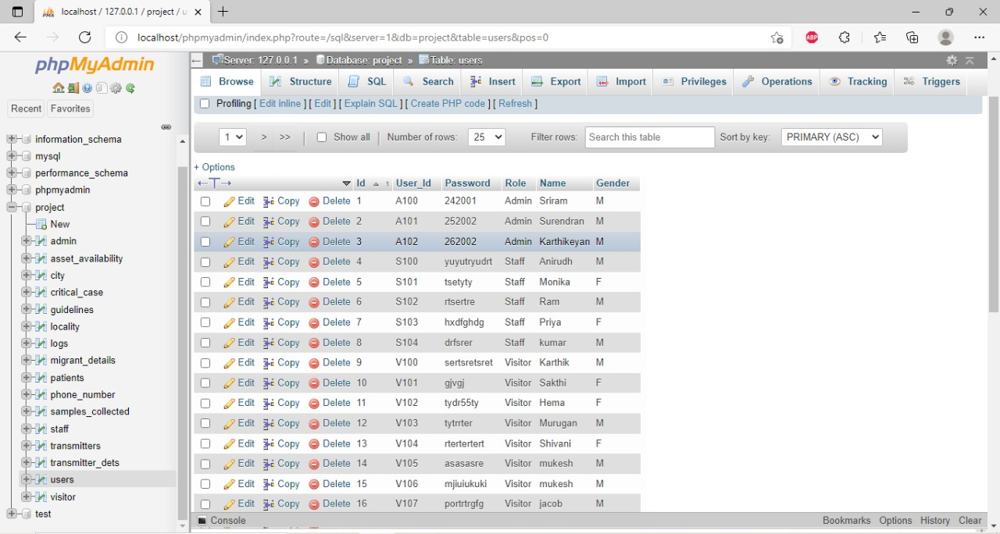 localhost / 127.0.0.1 / project / u
localhost/phpmyadmin/index.php?route=/sql&server=1&db=project&table=users&pos=0
ABP
phpMyAdmin
Recent Favorites
information_schema
mysql
performance_schema
phpmyadmin
project
New
admin
asset_availability
city
critical_case
guidelines
locality
logs
migrant_details
patients
phone_number
samples_collected
staff
transmitters
transmitter_dets
users
visitor
test
Server: 127.0.0.1 » Database: project » Table: users
Browse Structure SQL Search Insert Export Import Privileges Operations Tracking Triggers
Profiling [ Edit inline ] [ Edit ] [ Explain SQL ] [ Create PHP code ] [ Refresh ]
1 > >> Show all Number of rows: 25 Filter rows: Search this table Sort by key: PRIMARY (ASC)
+ Options
←T→ Id 1 User_Id Password Role Name Gender
Edit Copy Delete 1 A100 242001 Admin Sriram M
Edit Copy Delete 2 A101 252002 Admin Surendran M
Edit Copy Delete 3 A102 262002 Admin Karthikeyan M
Edit Copy Delete 4 S100 yuyutryudrt Staff Anirudh M
Edit Copy Delete 5 S101 tsetyty Staff Monika F
Edit Copy Delete 6 S102 rtsertre Staff Ram M
Edit Copy Delete 7 S103 hxdfghdg Staff Priya F
Edit Copy Delete 8 S104 drfsrer Staff kumar M
Edit Copy Delete 9 V100 sertsretsret Visitor Karthik M
Edit Copy Delete 10 V101 gjvgj Visitor Sakthi F
Edit Copy Delete 11 V102 tydr55ty Visitor Hema F
Edit Copy Delete 12 V103 tytrrter Visitor Murugan M
Edit Copy Delete 13 V104 rtertertert Visitor Shivani F
Edit Copy Delete 14 V105 asasasre Visitor mukesh M
Edit Copy Delete 15 V106 mjiuiukuki Visitor mukesh M
Edit Copy Delete 16 V107 portrtrgfg Visitor jacob M
Console Bookmarks Options History Clear